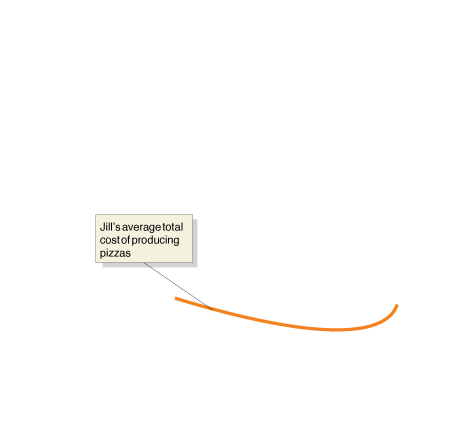 Jill's average total
cost of producing
pizzas